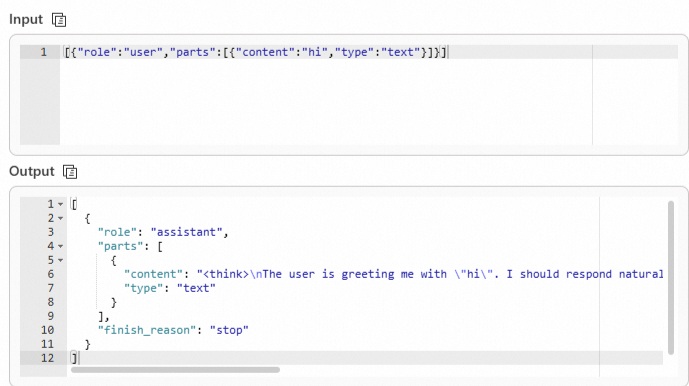 Input
1 [{"role":"user","parts":[{"content":"hi","type":"text"}]}]
Output
1 [
2 {
3 "role": "assistant",
4 "parts": [
5 {
6 "content": "<think>\nThe user is greeting me with \"hi\". I should respond natural
7 "type": "text"
8 }
9 ],
10 "finish_reason": "stop"
11 }
12 ]